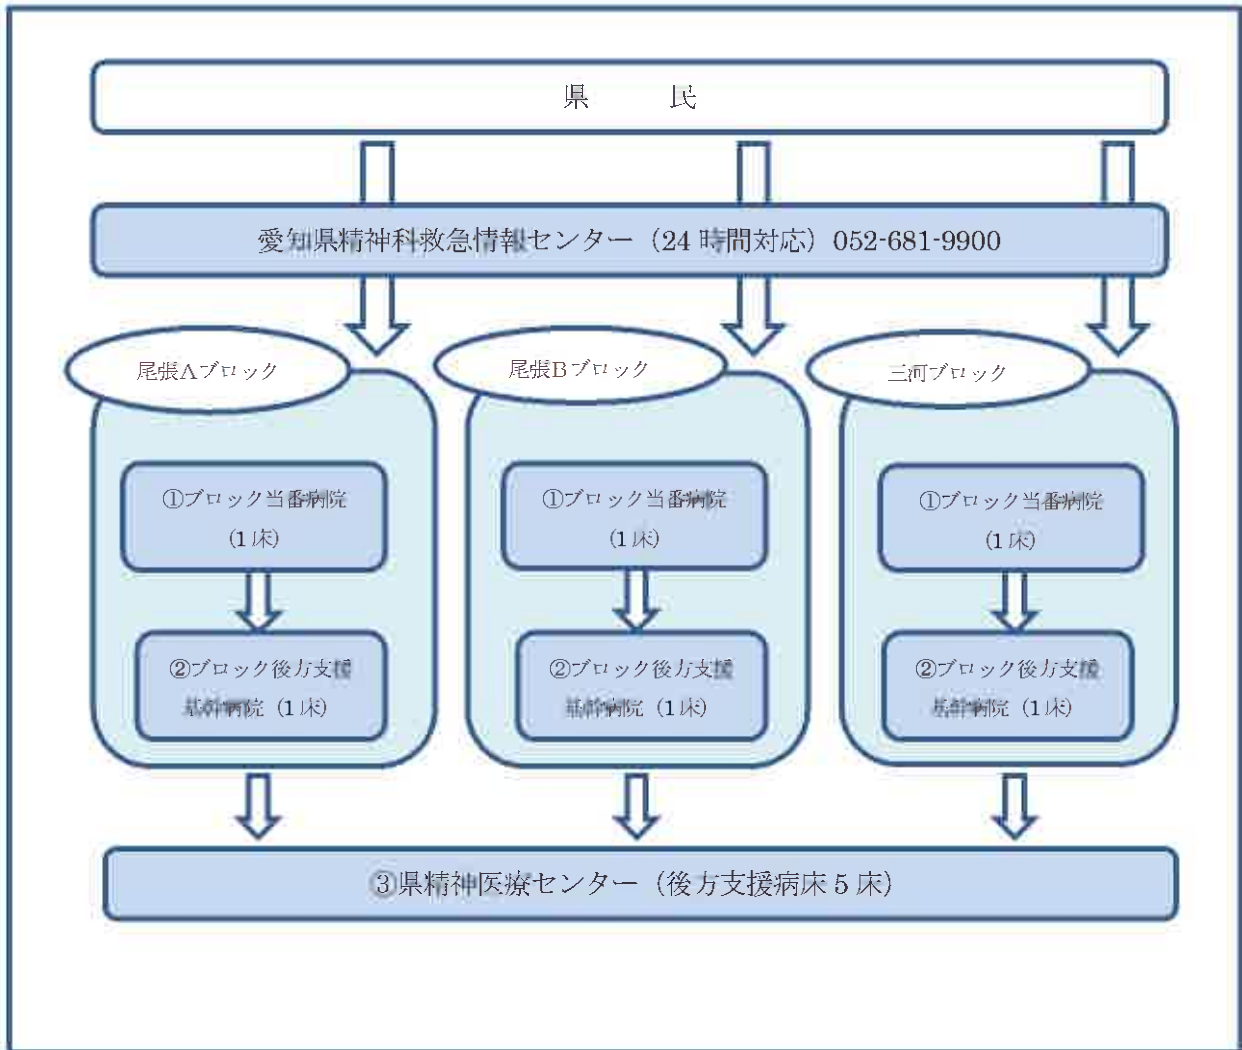 県 民
愛知県精神科救急情報センター（24 時間対応）052-681-9900
尾張Aブロック
尾張Bブロック
三河ブロック
①ブロック当番病院
（1 床）
②ブロック後方支援
基幹病院（1 床）
①ブロック当番病院
（1 床）
②ブロック後方支援
基幹病院（1 床）
①ブロック当番病院
（1 床）
②ブロック後方支援
基幹病院（1 床）
③県精神医療センター（後方支援病床 5 床）